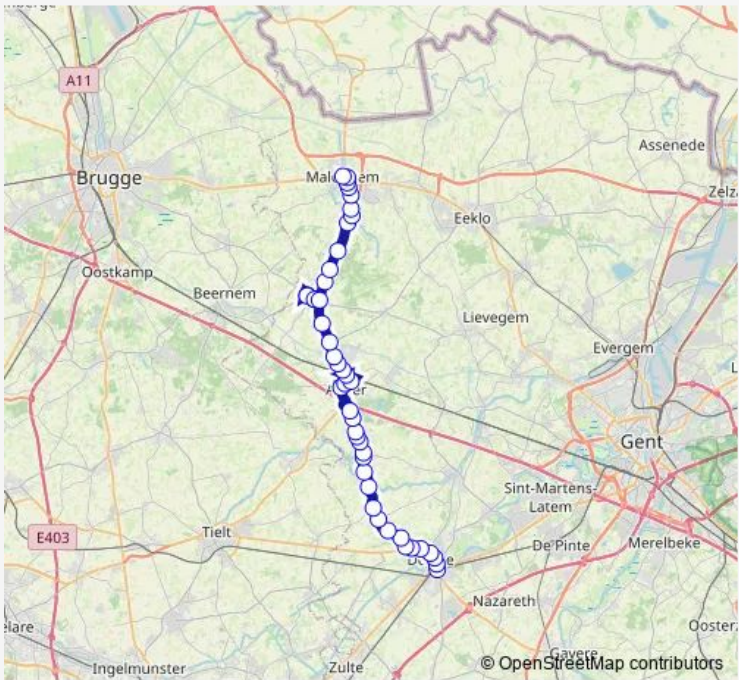 A11
Assenede
Brugge
Eeklo
Oostkamp
Beernem
Lievegem
Evergem
Gent
Sint-Martens-
Latem
E403
Tielt
De Pinte
Merelbeke
Nazareth
Ingelmunster
Zulte
Gavere
© OpenStreetMap contributors